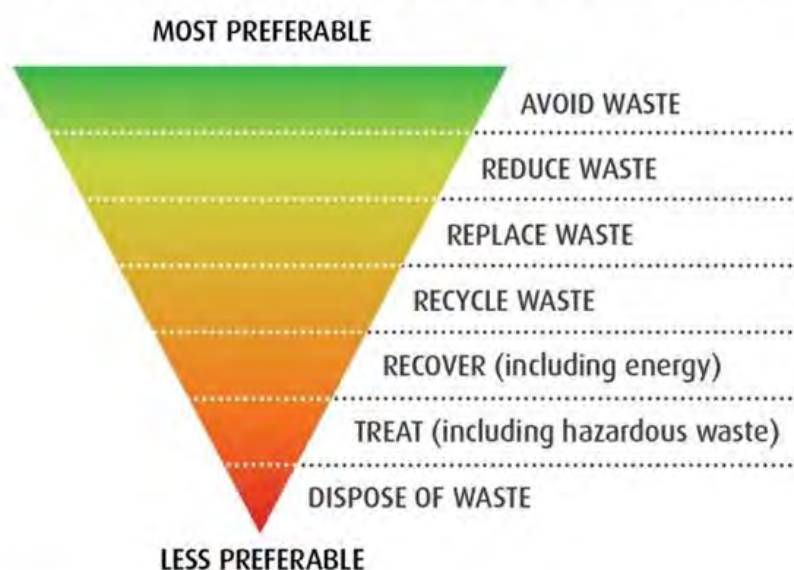 MOST PREFERABLE
AVOID WASTE
REDUCE WASTE
REPLACE WASTE
RECYCLE WASTE
RECOVER (including energy)
TREAT (including hazardous waste)
DISPOSE OF WASTE
LESS PREFERABLE